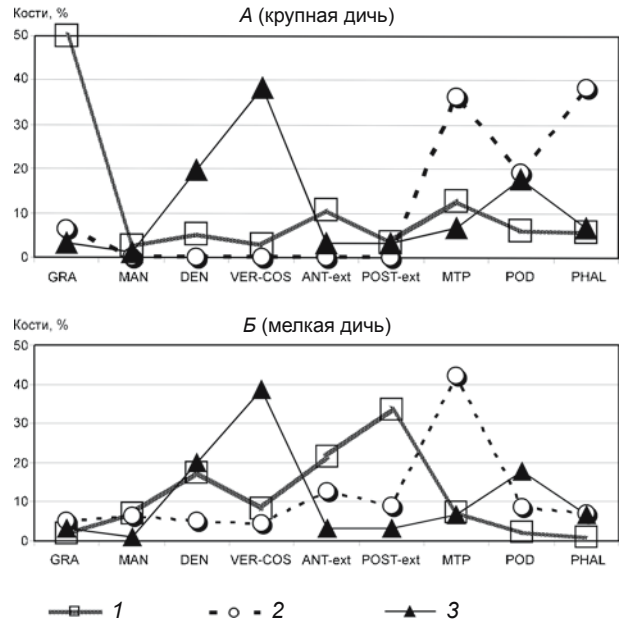 Кости, %
А (крупная дичь)
50
40
30
20
10
0
GRA MAN DEN VER-COS ANT-ext POST-ext MTP POD PHAL
Кости, %
Б (мелкая дичь)
50
40
30
20
10
0
GRA MAN DEN VER-COS ANT-ext POST-ext MTP POD PHAL
1 2 3